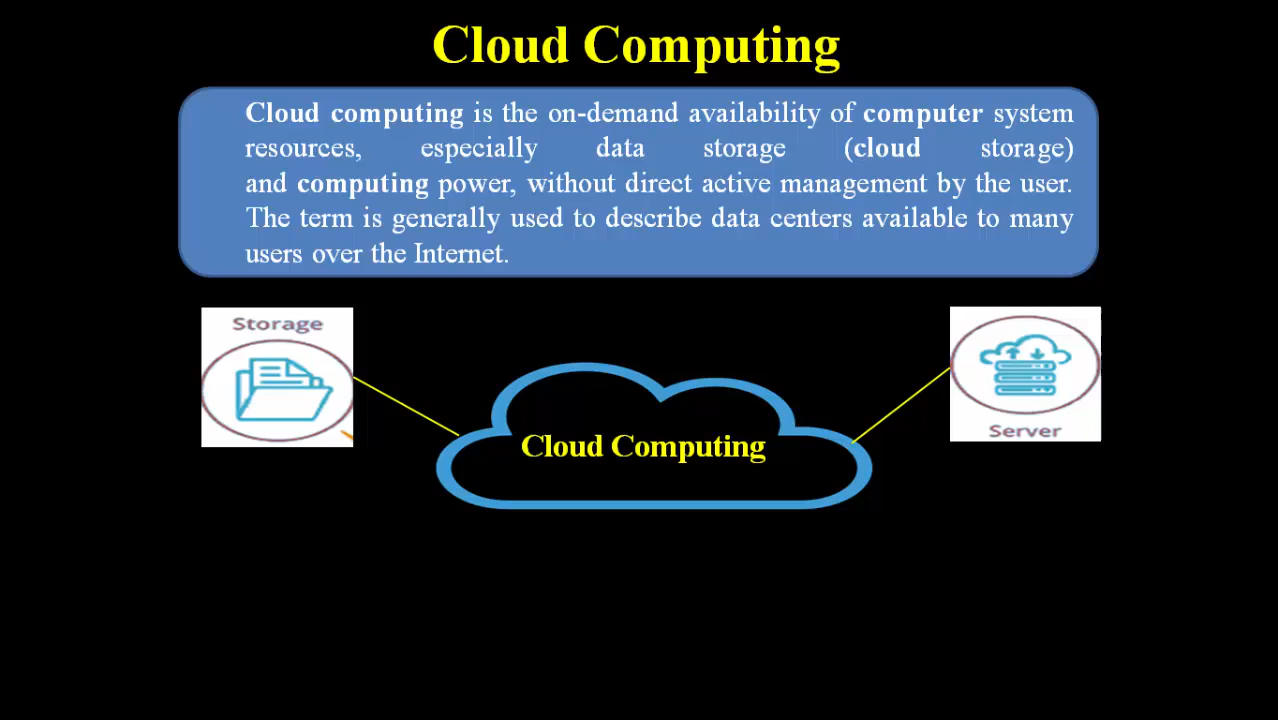 Cloud Computing
Cloud computing is the on-demand availability of computer system
resources, especially data storage (cloud storage)
and computing power, without direct active management by the user.
The term is generally used to describe data centers available to many
users over the Internet.
Storage
Cloud Computing
Server